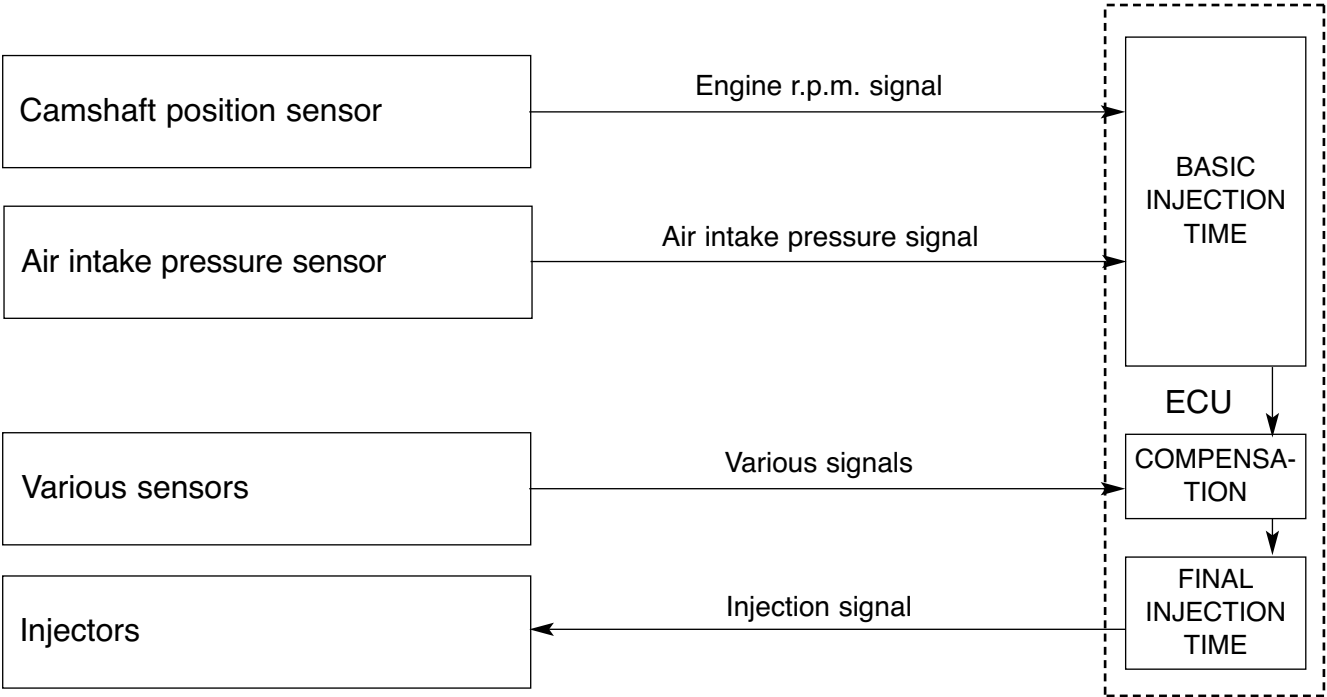 Camshaft position sensor
Engine r.p.m. signal
BASIC
INJECTION
TIME
Air intake pressure sensor
Air intake pressure signal
ECU
Various sensors
Various signals
COMPENSA-
TION
Injectors
Injection signal
FINAL
INJECTION
TIME